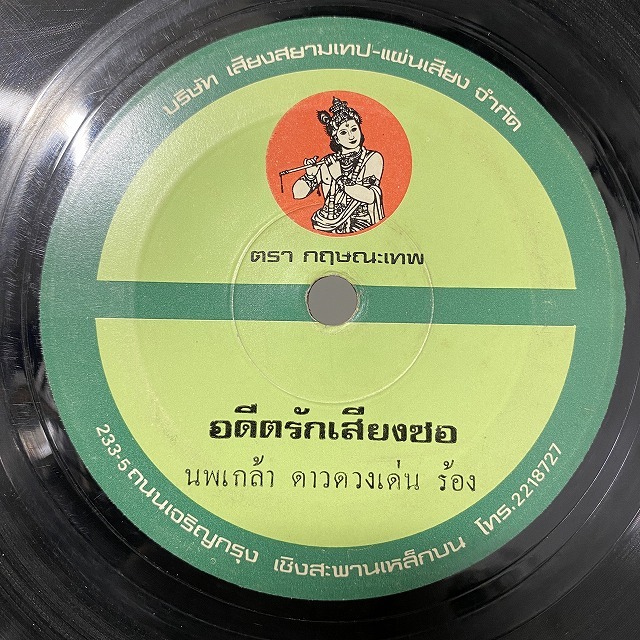 บริษัท เสียงสยามเทป-แผ่นเสียง จำกัด
ตรา กฤษณะเทพ
อดีตรักเสียงซอ
นพเกล้า ดาวดวงเด่น ร้อง
233-5 ถนนเจริญกรุง เชิงสะพานเหล็กบน โทร.2218727